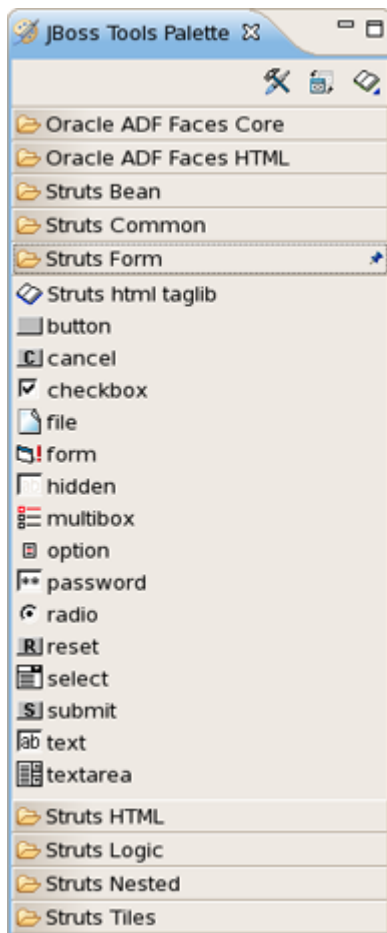 JBoss Tools Palette
Oracle ADF Faces Core
Oracle ADF Faces HTML
Struts Bean
Struts Common
Struts Form
Struts html taglib
button
C cancel
checkbox
file
form
hidden
multibox
option
password
radio
R reset
select
S submit
ab text
textarea
Struts HTML
Struts Logic
Struts Nested
Struts Tiles